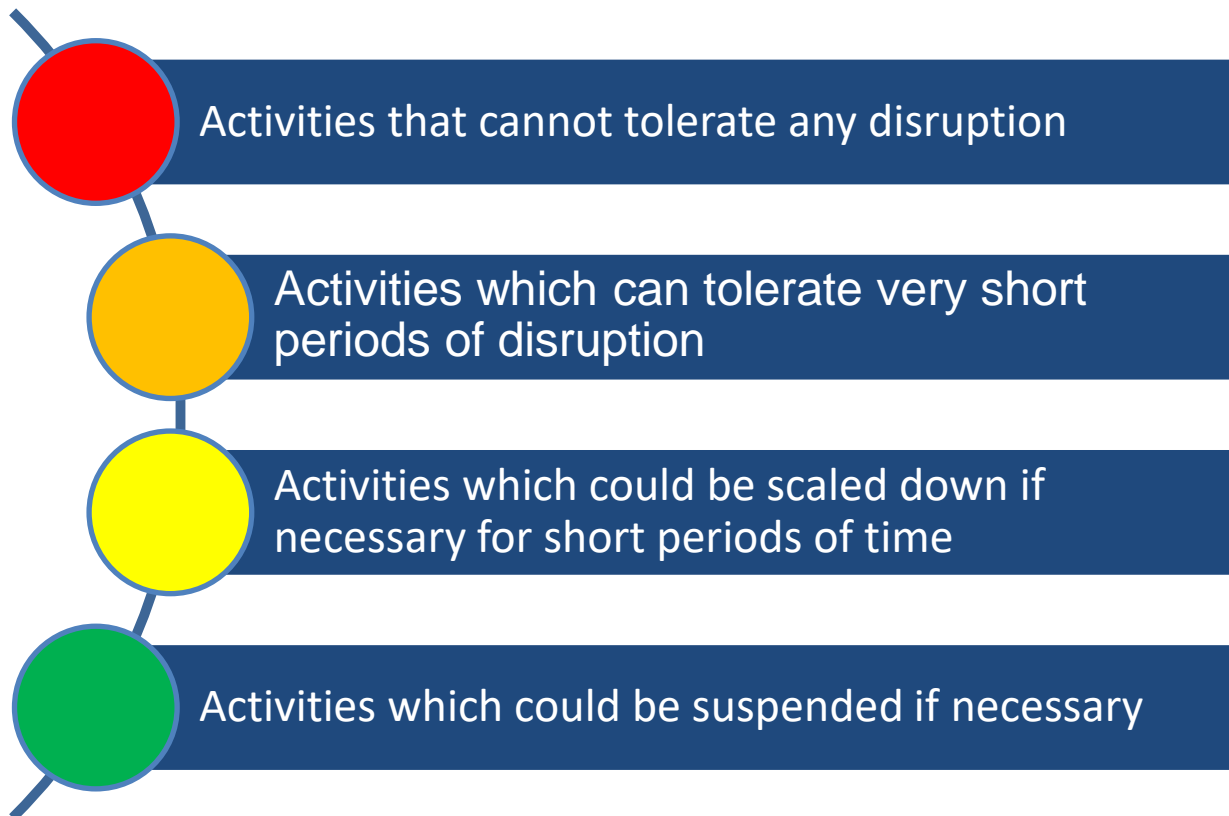 Activities that cannot tolerate any disruption
Activities which can tolerate very short
periods of disruption
Activities which could be scaled down if
necessary for short periods of time
Activities which could be suspended if necessary